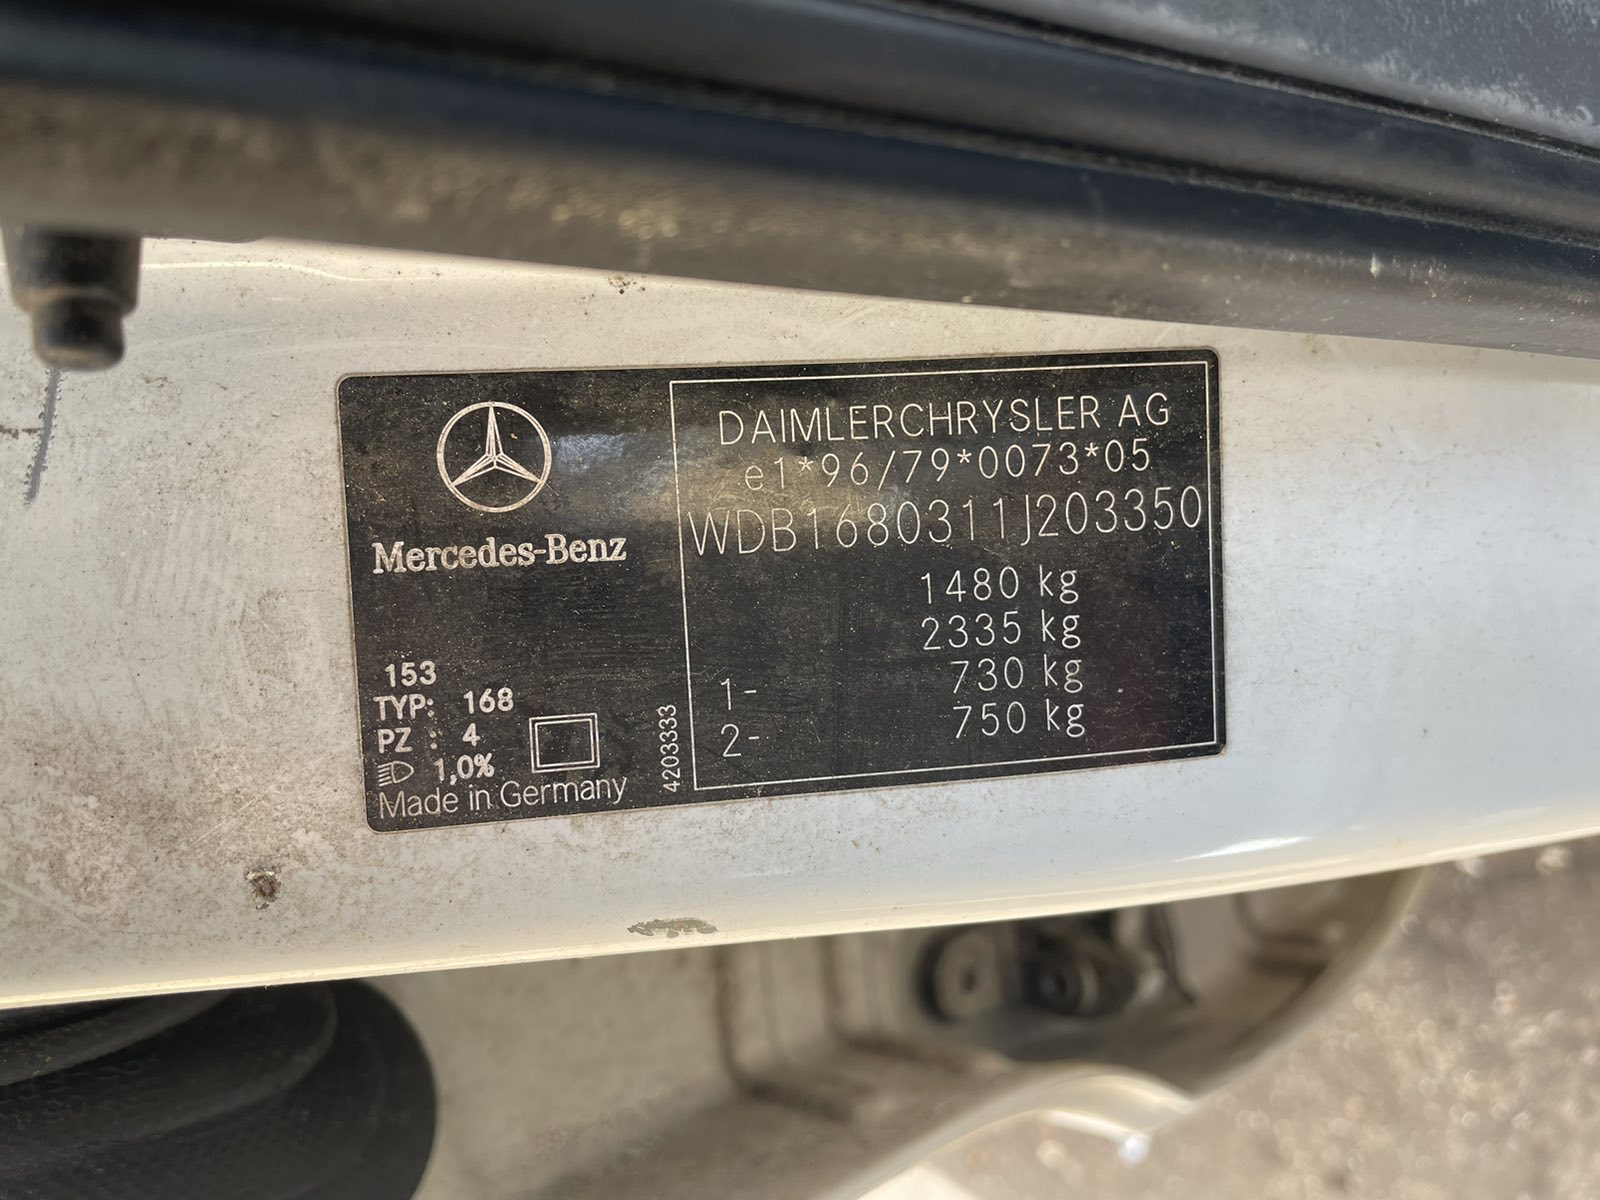 Mercedes-Benz
153
TYP: 168
PZ : 4
1,0%
Made in Germany
4203333
DAIMLERCHRYSLER AG
e1*96/79*0073*05
WDB1680311J203350
1480 kg
2335 kg
1- 730 kg
2- 750 kg